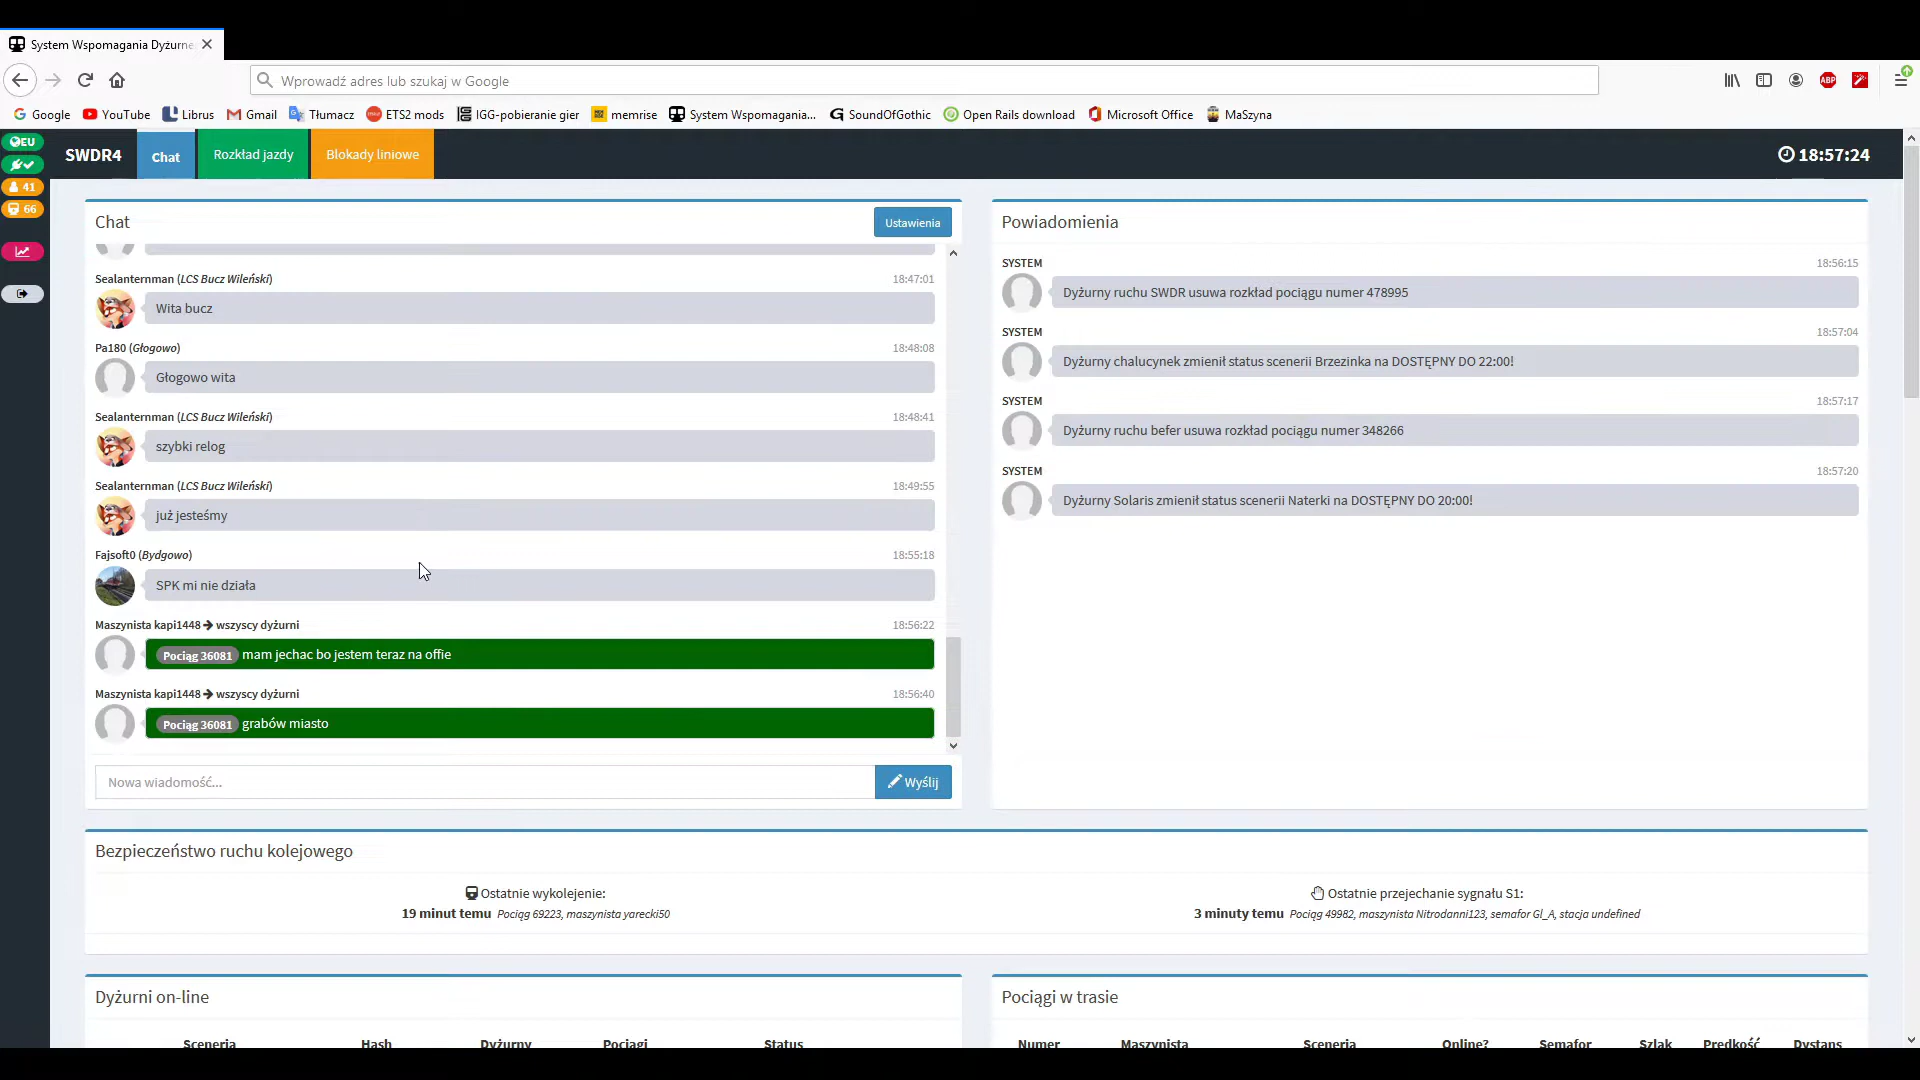 System Wspomagania Dyżurne
Wprowadź adres lub szukaj w Google
ABP
Google
YouTube
Librus
Gmail
Tłumacz
ETS2 mods
IGG-pobieranie gier
memrise
System Wspomagania...
SoundOfGothic
Open Rails download
Microsoft Office
MaSzyna
EU
41
66
SWDR4
Chat
Rozkład jazdy
Blokady liniowe
18:57:24
Chat
Ustawienia
Sealanternman (LCS Bucz Wileński) 18:47:01
Wita bucz
Pa180 (Głogowo) 18:48:08
Głogowo wita
Sealanternman (LCS Bucz Wileński) 18:48:41
szybki relog
Sealanternman (LCS Bucz Wileński) 18:49:55
już jesteśmy
Fajsoft0 (Bydgowo) 18:55:18
SPK mi nie działa
Maszynista kapi1448 → wszyscy dyżurni 18:56:22
Pociąg 36081 mam jechac bo jestem teraz na offie
Maszynista kapi1448 → wszyscy dyżurni 18:56:40
Pociąg 36081 grabów miasto
Nowa wiadomość...
Wyślij
Powiadomienia
SYSTEM 18:56:15
Dyżurny ruchu SWDR usuwa rozkład pociągu numer 478995
SYSTEM 18:57:04
Dyżurny chalucynek zmienił status scenerii Brzezinka na DOSTĘPNY DO 22:00!
SYSTEM 18:57:17
Dyżurny ruchu befer usuwa rozkład pociągu numer 348266
SYSTEM 18:57:20
Dyżurny Solaris zmienił status scenerii Naterki na DOSTĘPNY DO 20:00!
Bezpieczeństwo ruchu kolejowego
Ostatnie wykolejenie:
19 minut temu Pociąg 69223, maszynista yarecki50
Ostatnie przejechanie sygnału S1:
3 minuty temu Pociąg 49982, maszynista Nitrodanni123, semafor Gl_A, stacja undefined
Dyżurni on-line
Sceneria Hash Dyżurny Pociągi Status
Pociągi w trasie
Numer Maszynista Sceneria Online? Semafor Szlak Prędkość Dystans